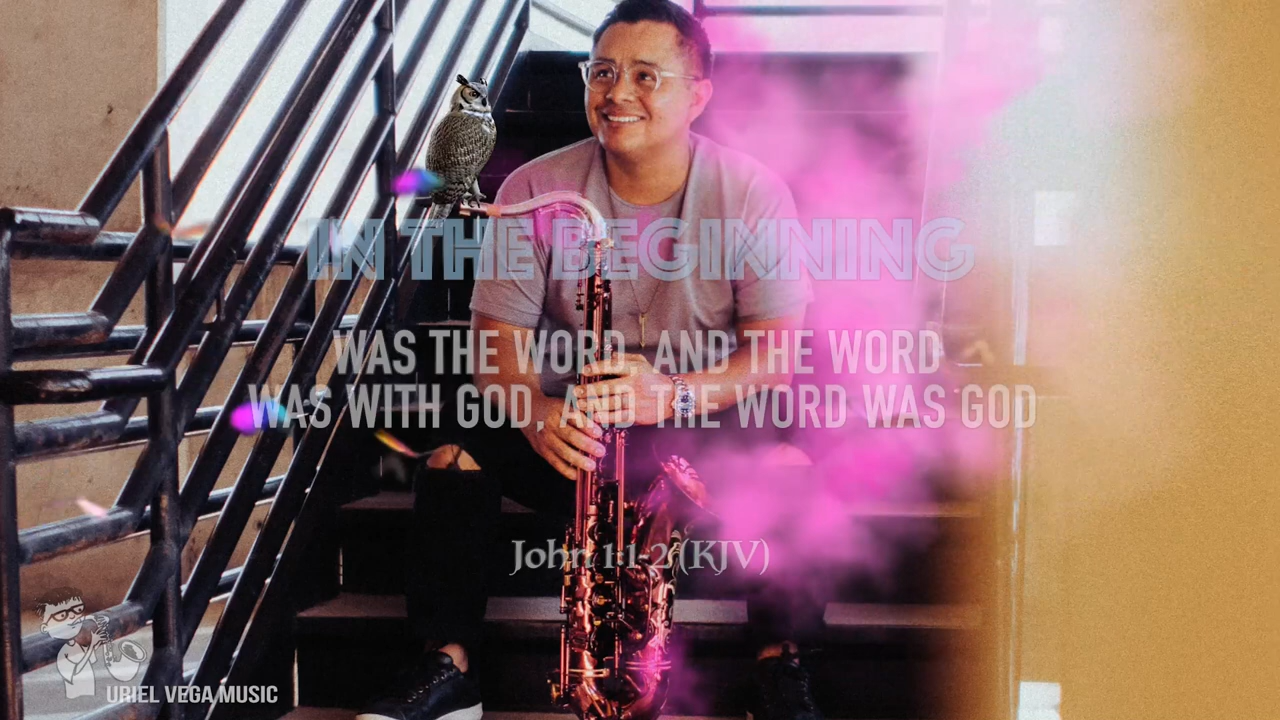 IN THE BEGINNING
WAS THE WORD, AND THE WORD
WAS WITH GOD, AND THE WORD WAS GOD
John 1:1-2 (KJV)
URIEL VEGA MUSIC